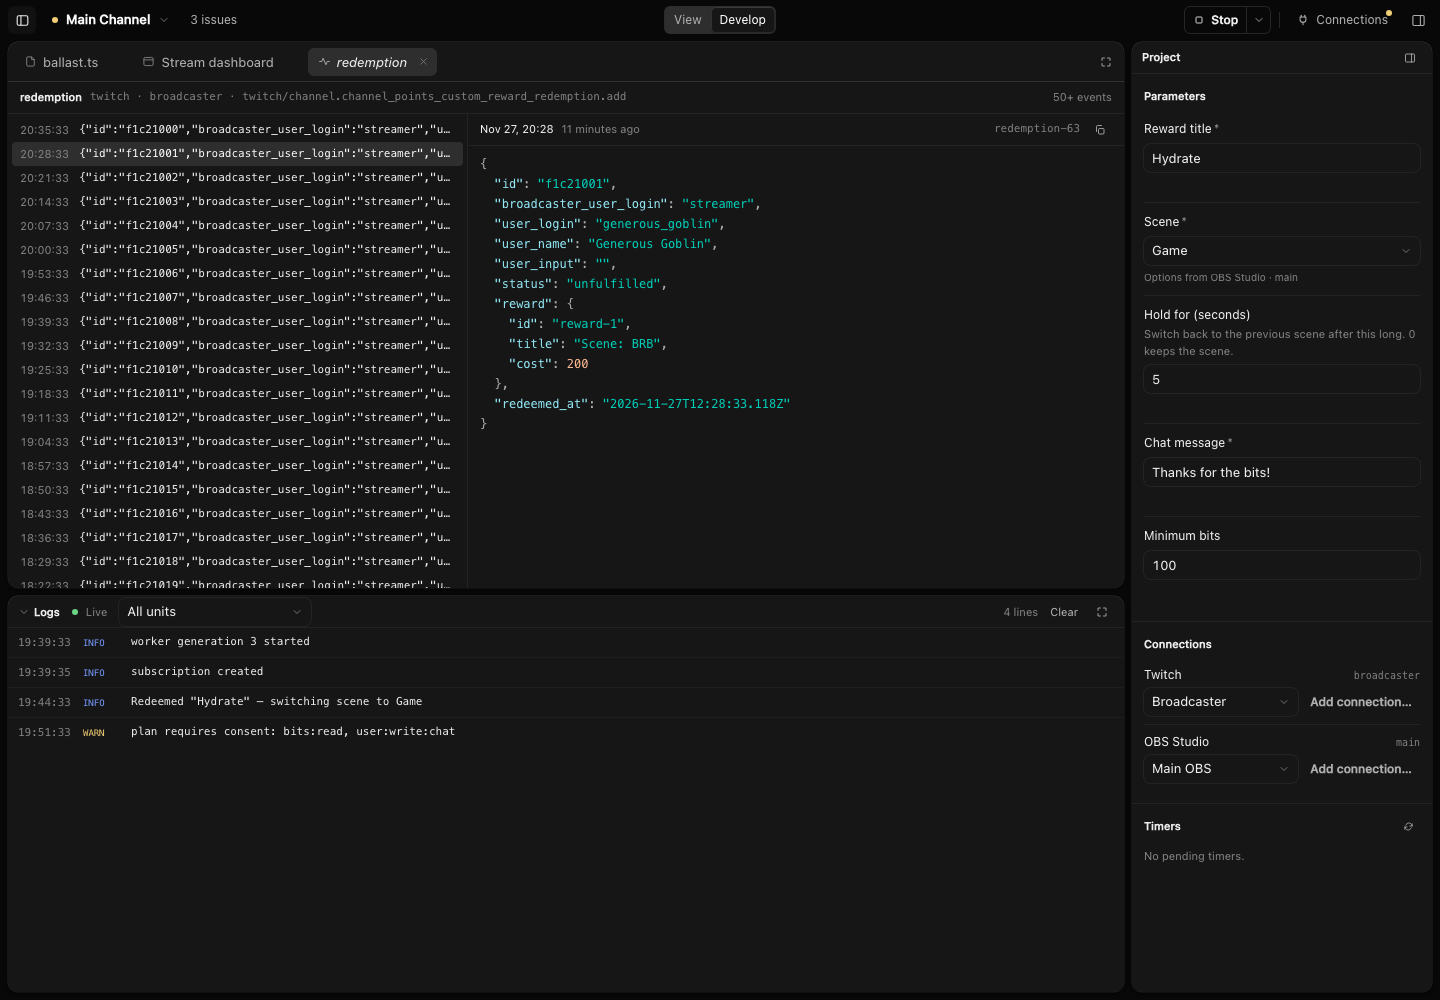 Main Channel
3 issues
View
Develop
Stop
Connections
ballast.ts
Stream dashboard
redemption
redemption twitch · broadcaster · twitch/channel.channel_points_custom_reward_redemption.add
50+ events
20:35:33 {"id":"f1c21000","broadcaster_user_login":"streamer","u…
20:28:33 {"id":"f1c21001","broadcaster_user_login":"streamer","u…
20:21:33 {"id":"f1c21002","broadcaster_user_login":"streamer","u…
20:14:33 {"id":"f1c21003","broadcaster_user_login":"streamer","u…
20:07:33 {"id":"f1c21004","broadcaster_user_login":"streamer","u…
20:00:33 {"id":"f1c21005","broadcaster_user_login":"streamer","u…
19:53:33 {"id":"f1c21006","broadcaster_user_login":"streamer","u…
19:46:33 {"id":"f1c21007","broadcaster_user_login":"streamer","u…
19:39:33 {"id":"f1c21008","broadcaster_user_login":"streamer","u…
19:32:33 {"id":"f1c21009","broadcaster_user_login":"streamer","u…
19:25:33 {"id":"f1c21010","broadcaster_user_login":"streamer","u…
19:18:33 {"id":"f1c21011","broadcaster_user_login":"streamer","u…
19:11:33 {"id":"f1c21012","broadcaster_user_login":"streamer","u…
19:04:33 {"id":"f1c21013","broadcaster_user_login":"streamer","u…
18:57:33 {"id":"f1c21014","broadcaster_user_login":"streamer","u…
18:50:33 {"id":"f1c21015","broadcaster_user_login":"streamer","u…
18:43:33 {"id":"f1c21016","broadcaster_user_login":"streamer","u…
18:36:33 {"id":"f1c21017","broadcaster_user_login":"streamer","u…
18:29:33 {"id":"f1c21018","broadcaster_user_login":"streamer","u…
18:22:33 {"id":"f1c21019","broadcaster_user_login":"streamer","u…
Nov 27, 20:28 11 minutes ago
redemption-63
{
"id": "f1c21001",
"broadcaster_user_login": "streamer",
"user_login": "generous_goblin",
"user_name": "Generous Goblin",
"user_input": "",
"status": "unfulfilled",
"reward": {
"id": "reward-1",
"title": "Scene: BRB",
"cost": 200
},
"redeemed_at": "2026-11-27T12:28:33.118Z"
}
Logs
Live
All units
4 lines
Clear
19:39:33 INFO worker generation 3 started
19:39:35 INFO subscription created
19:44:33 INFO Redeemed "Hydrate" — switching scene to Game
19:51:33 WARN plan requires consent: bits:read, user:write:chat
Project
Parameters
Reward title *
Hydrate
Scene *
Game
Options from OBS Studio · main
Hold for (seconds)
Switch back to the previous scene after this long. 0
keeps the scene.
5
Chat message *
Thanks for the bits!
Minimum bits
100
Connections
Twitch
broadcaster
Broadcaster
Add connection…
OBS Studio
main
Main OBS
Add connection…
Timers
No pending timers.